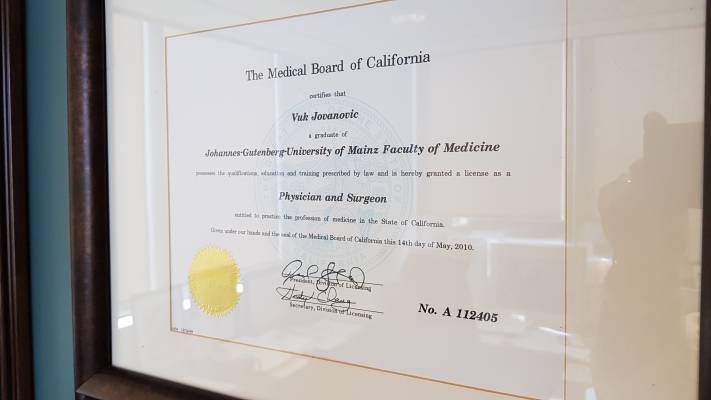 The Medical Board of California
certifies that
Vuk Jovanovic
a graduate of
Johannes-Gutenberg-University of Mainz Faculty of Medicine
possesses the qualifications, education and training prescribed by law and is hereby granted a license as a
Physician and Surgeon
entitled to practice the profession of medicine in the State of California.
Given under our hands and the seal of the Medical Board of California this 14th day of May, 2010.
President, Division of Licensing
Secretary, Division of Licensing
No. A 112405